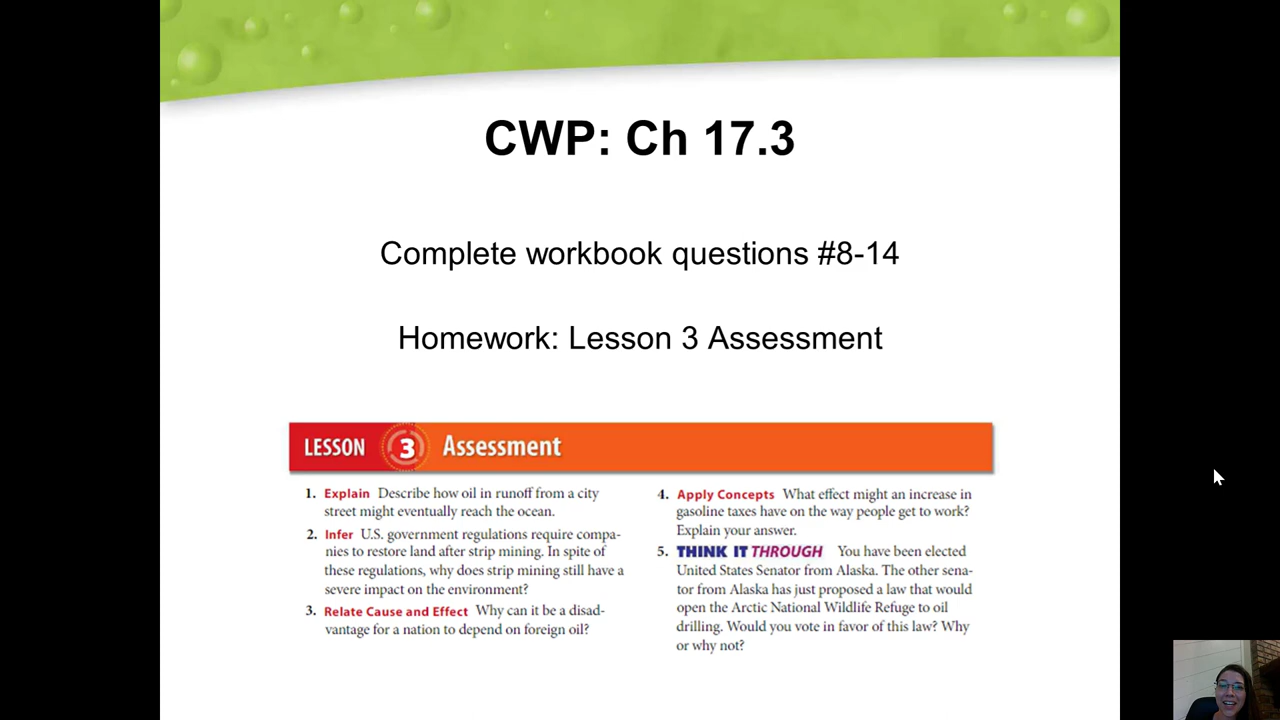 CWP: Ch 17.3
Complete workbook questions #8-14
Homework: Lesson 3 Assessment
LESSON 3 Assessment
1. Explain Describe how oil in runoff from a city
street might eventually reach the ocean.
2. Infer U.S. government regulations require compa-
nies to restore land after strip mining. In spite of
these regulations, why does strip mining still have a
severe impact on the environment?
3. Relate Cause and Effect Why can it be a disad-
vantage for a nation to depend on foreign oil?
4. Apply Concepts What effect might an increase in
gasoline taxes have on the way people get to work?
Explain your answer.
5. THINK IT THROUGH You have been elected
United States Senator from Alaska. The other sena-
tor from Alaska has just proposed a law that would
open the Arctic National Wildlife Refuge to oil
drilling. Would you vote in favor of this law? Why
or why not?